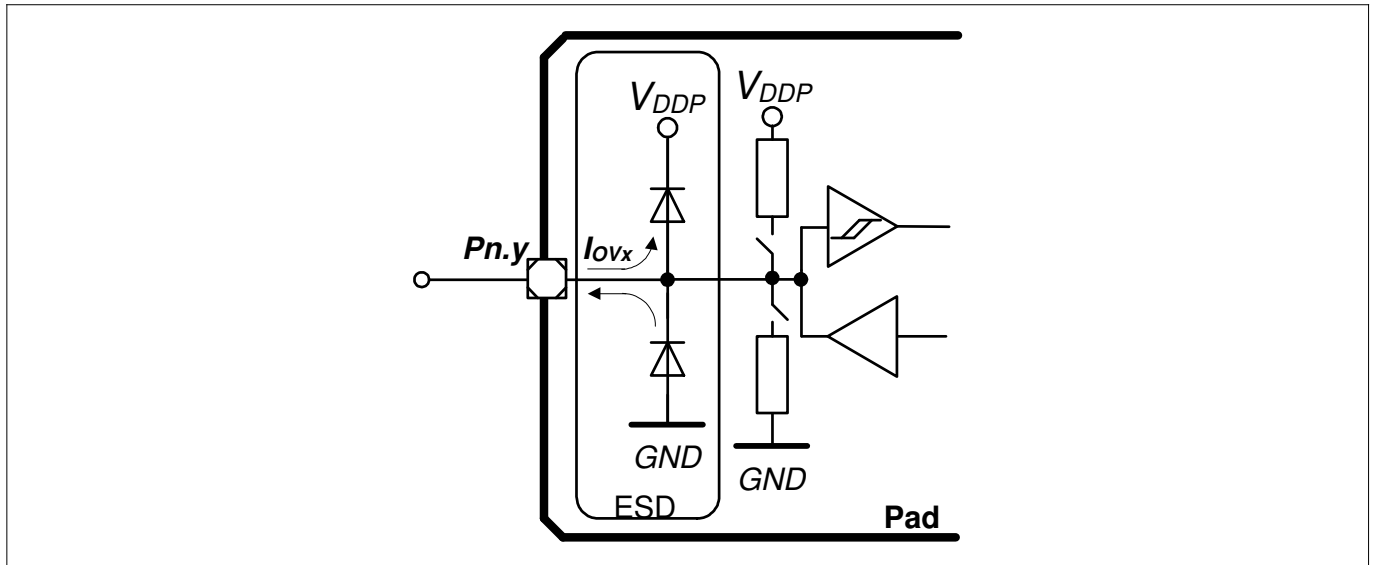 VDDP
VDDP
Pn.y
IOVx
GND
GND
ESD
Pad